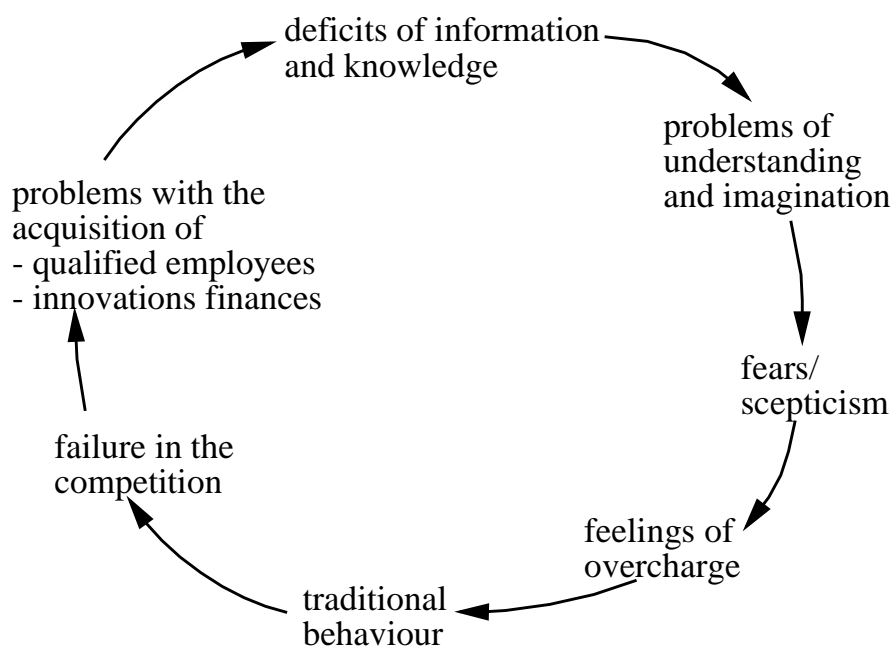 deficits of information
and knowledge
problems of
understanding
and imagination
fears/
scepticism
feelings of
overcharge
traditional
behaviour
failure in the
competition
problems with the
acquisition of
- qualified employees
- innovations finances